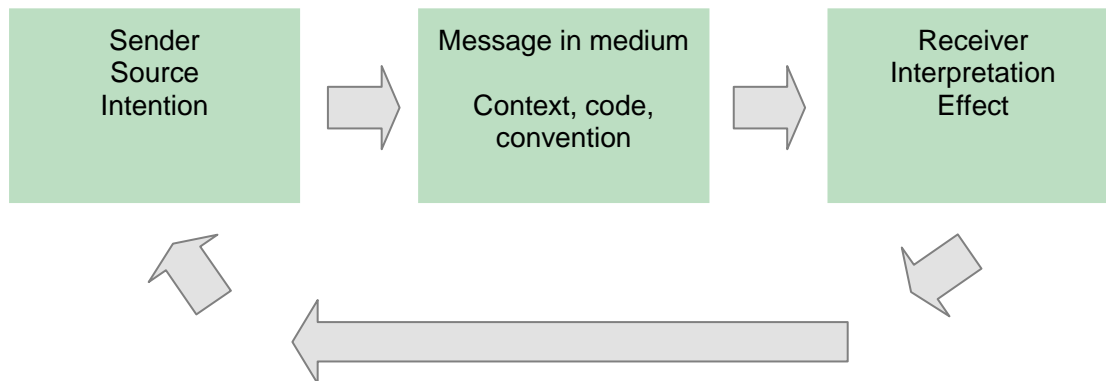 Sender
Source
Intention
Message in medium
Context, code,
convention
Receiver
Interpretation
Effect